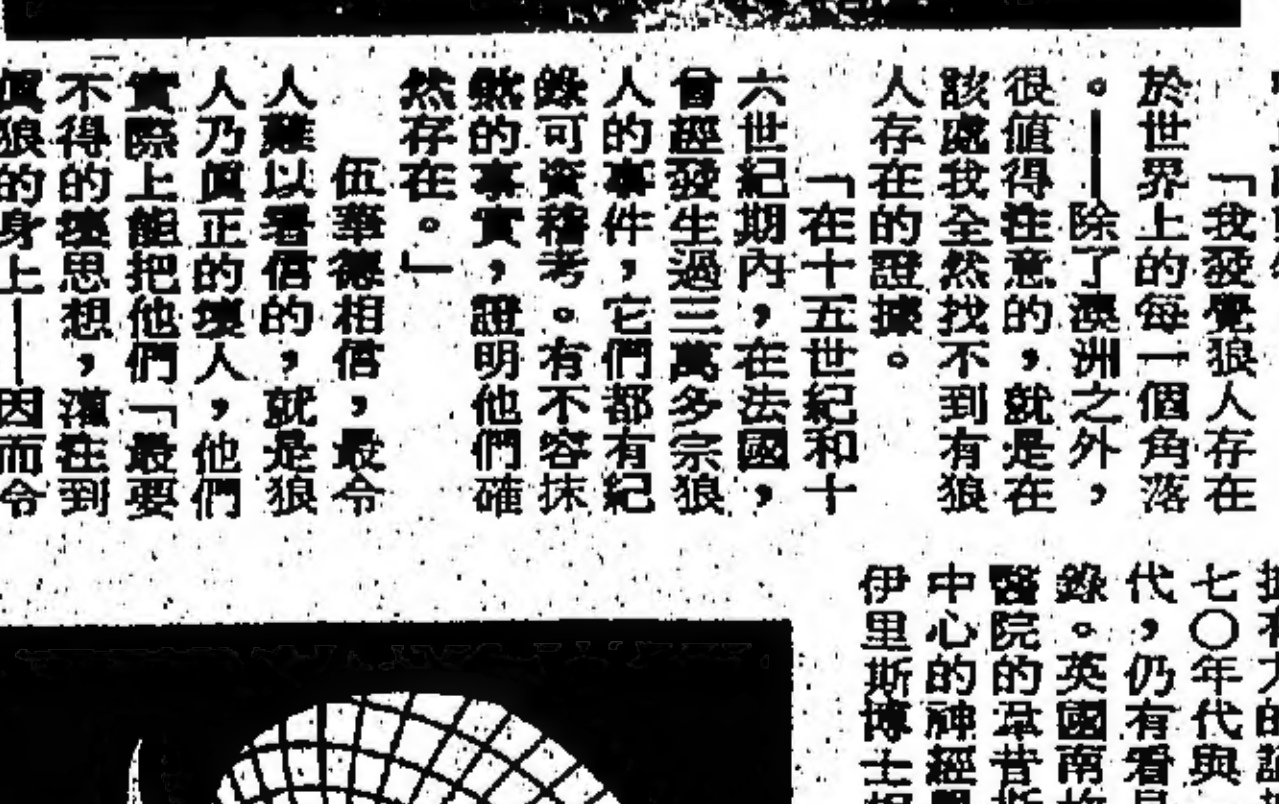 「我發覺狼人存在
於世界上的每一個角落
。——除了澳洲之外,
很值得注意的,就是在
該處我全然找不到有狼
人存在的證據。
「在十五世紀和十
六世紀期內,在法國,
曾經發生過三萬多宗狼
人的事件,它們都有紀
錄可資稽考。有不容抹
煞的事實,證明他們確
然存在。」
伍華德相信,最令
人難以置信的,就是狼
人乃眞正的壞人,他們
實際上能把他們「最要
不得的壞思想,灌注到
眞狼的身上——因而令
七〇年代與
代,仍有看
錄。英國南
醫院的韋昔斯
中心的神經
伊里斯博士